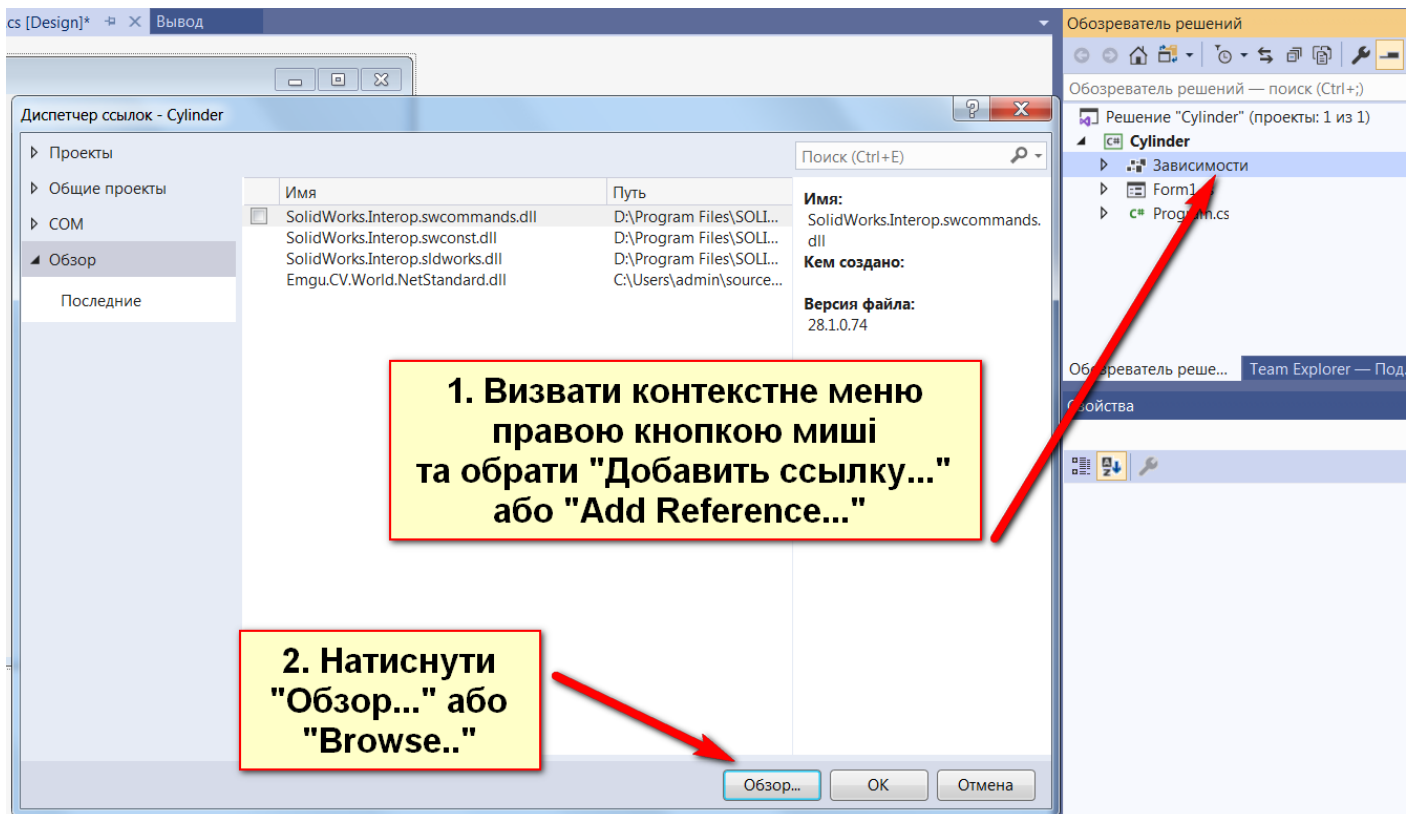 cs [Design]*
Вывод
Диспетчер ссылок - Cylinder
Проекты
Общие проекты
COM
Обзор
Последние
Имя Путь
SolidWorks.Interop.swcommands.dll D:\Program Files\SOLI...
SolidWorks.Interop.swconst.dll D:\Program Files\SOLI...
SolidWorks.Interop.sldworks.dll D:\Program Files\SOLI...
Emgu.CV.World.NetStandard.dll C:\Users\admin\source...
Поиск (Ctrl+E)
Имя:
SolidWorks.Interop.swcommands.
dll
Кем создано:
Версия файла:
28.1.0.74
1. Визвати контекстне меню
правою кнопкою миші
та обрати "Добавить ссылку..."
або "Add Reference..."
2. Натиснути
"Обзор..." або
"Browse.."
Обзор...
OK
Отмена
Обозреватель решений
Обозреватель решений — поиск (Ctrl+;)
Решение "Cylinder" (проекты: 1 из 1)
C# Cylinder
Зависимости
Form1
C# Program.cs
Обозреватель реше... Team Explorer — Под
Свойства